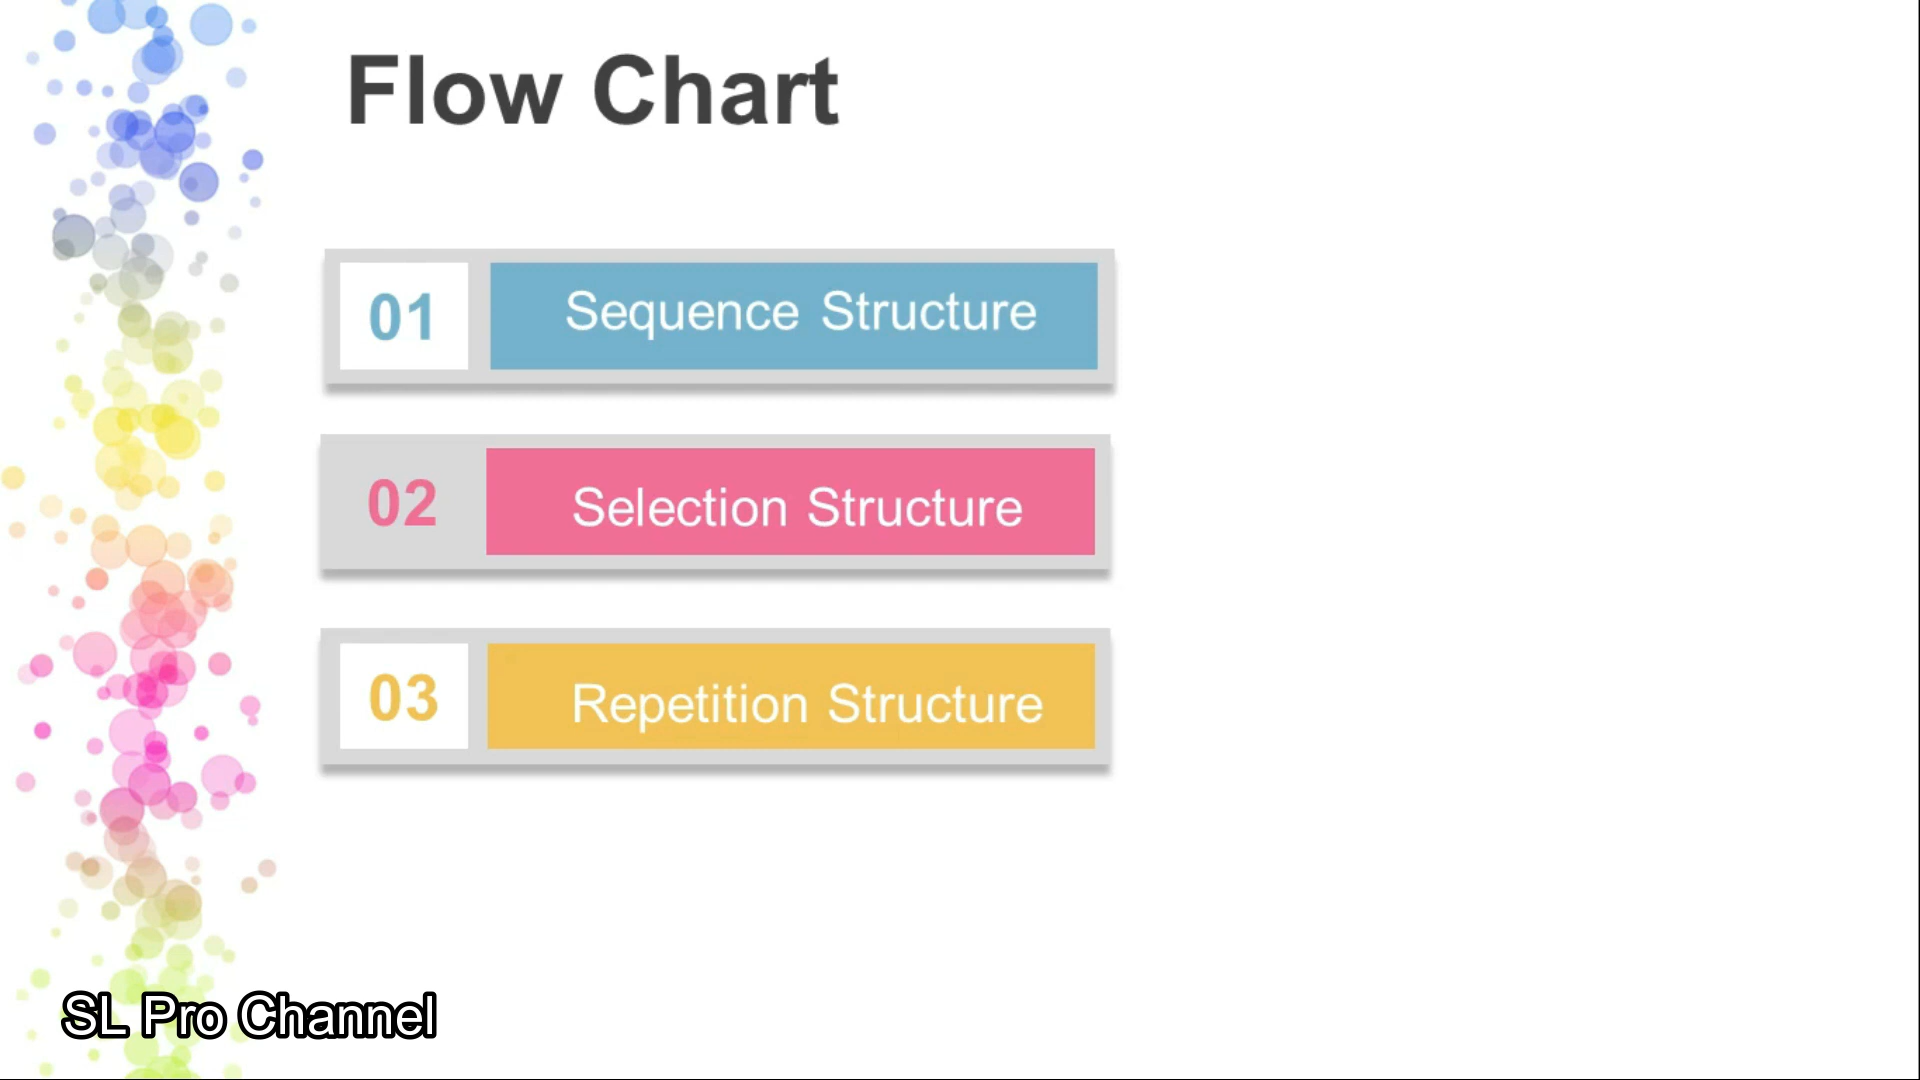 Flow Chart
01 Sequence Structure
02 Selection Structure
03 Repetition Structure
SL Pro Channel